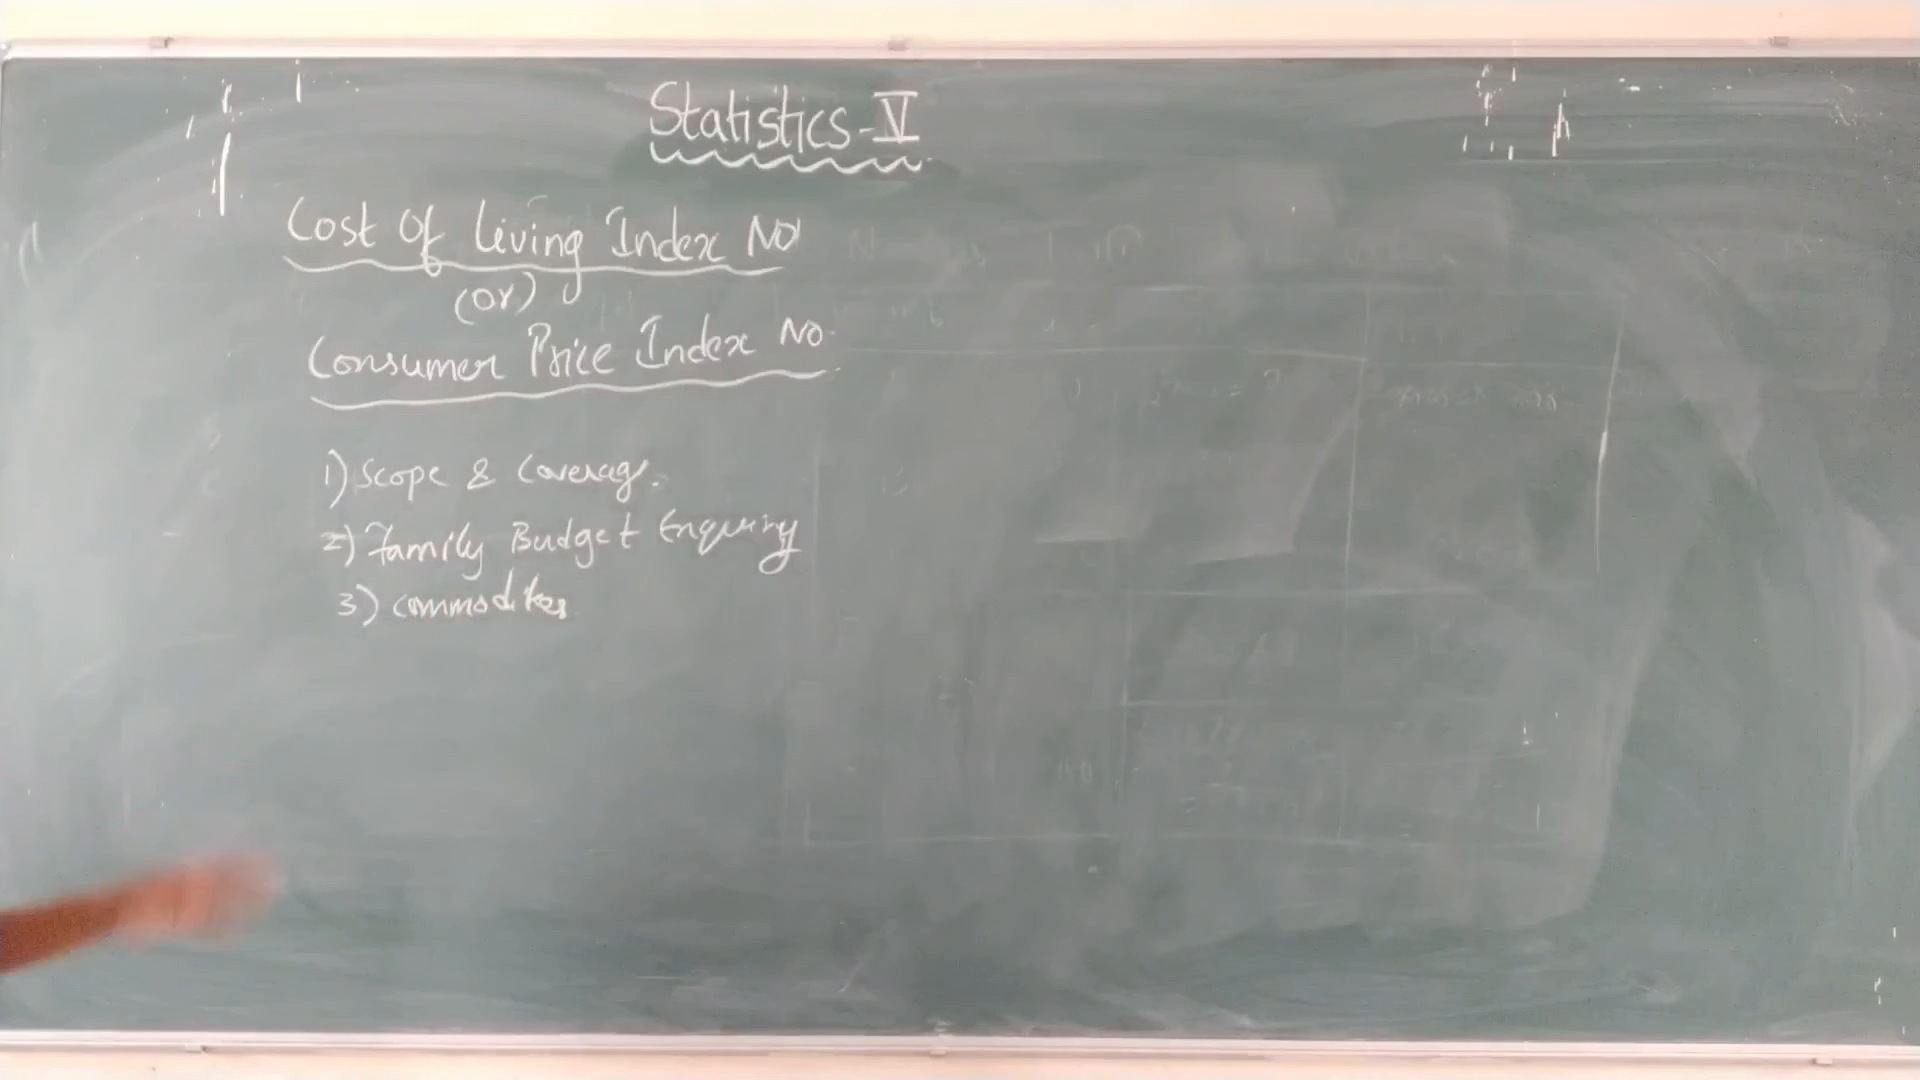 Statistics-V
Cost Of Living Index No
(Or)
Consumer Price Index No.
1) Scope & Coverag.
2) Family Budget Enquiry
3) Commodities